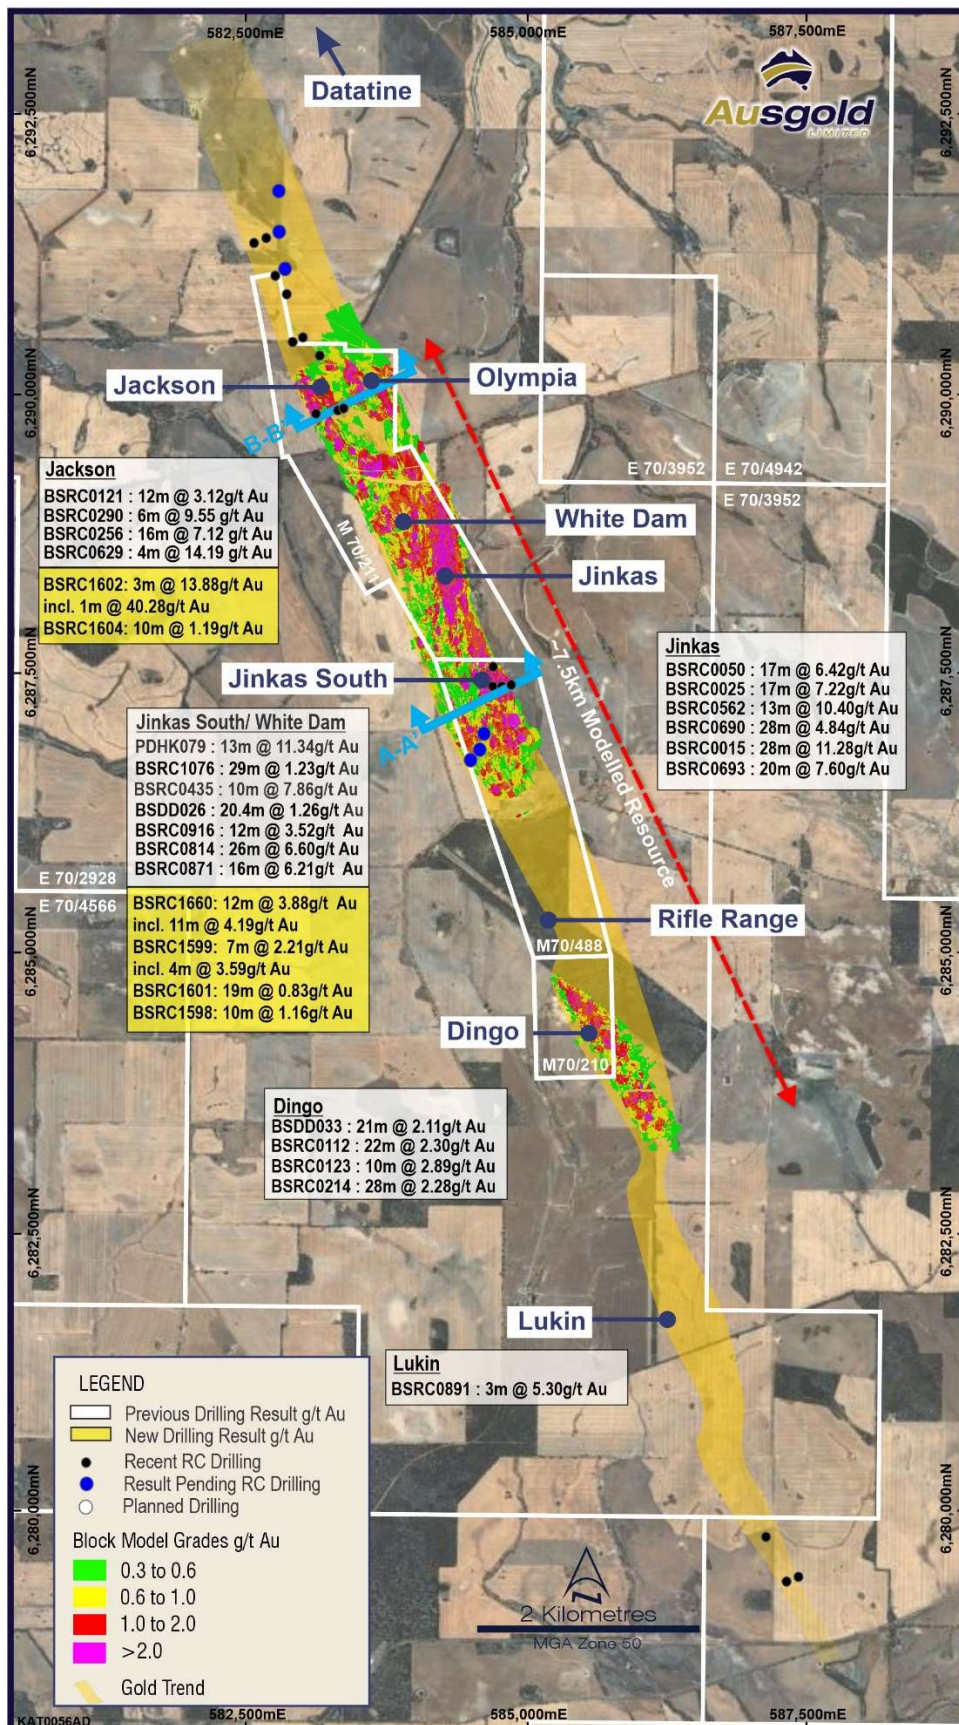 582,500mE
585,000mE
587,500mE
Datatine
Ausgold
LIMITED
6,292,500mN
6,292,500mN
Jackson
Olympia
6,290,000mN
6,290,000mN
B-B'
E 70/3952
E 70/4942
E 70/3952
Jackson
BSRC0121 : 12m @ 3.12g/t Au
BSRC0290 : 6m @ 9.55 g/t Au
BSRC0256 : 16m @ 7.12 g/t Au
BSRC0629 : 4m @ 14.19 g/t Au
BSRC1602: 3m @ 13.88g/t Au
incl. 1m @ 40.28g/t Au
BSRC1604: 10m @ 1.19g/t Au
White Dam
M 70/211
Jinkas
~7.5km Modelled Resource
Jinkas South
6,287,500mN
6,287,500mN
A-A'
Jinkas
BSRC0050 : 17m @ 6.42g/t Au
BSRC0025 : 17m @ 7.22g/t Au
BSRC0562 : 13m @ 10.40g/t Au
BSRC0690 : 28m @ 4.84g/t Au
BSRC0015 : 28m @ 11.28g/t Au
BSRC0693 : 20m @ 7.60g/t Au
Jinkas South/ White Dam
PDHK079 : 13m @ 11.34g/t Au
BSRC1076 : 29m @ 1.23g/t Au
BSRC0435 : 10m @ 7.86g/t Au
BSDD026 : 20.4m @ 1.26g/t Au
BSRC0916 : 12m @ 3.52g/t Au
BSRC0814 : 26m @ 6.60g/t Au
BSRC0871 : 16m @ 6.21g/t Au
BSRC1660: 12m @ 3.88g/t Au
incl. 11m @ 4.19g/t Au
BSRC1599: 7m @ 2.21g/t Au
incl. 4m @ 3.59g/t Au
BSRC1601: 19m @ 0.83g/t Au
BSRC1598: 10m @ 1.16g/t Au
E 70/2928
E 70/4566
Rifle Range
M70/488
6,285,000mN
6,285,000mN
Dingo
M70/210
Dingo
BSDD033 : 21m @ 2.11g/t Au
BSRC0112 : 22m @ 2.30g/t Au
BSRC0123 : 10m @ 2.89g/t Au
BSRC0214 : 28m @ 2.28g/t Au
6,282,500mN
6,282,500mN
Lukin
Lukin
BSRC0891 : 3m @ 5.30g/t Au
LEGEND
Previous Drilling Result g/t Au
New Drilling Result g/t Au
Recent RC Drilling
Result Pending RC Drilling
Planned Drilling
Block Model Grades g/t Au
0.3 to 0.6
0.6 to 1.0
1.0 to 2.0
>2.0
Gold Trend
6,280,000mN
6,280,000mN
N
2 Kilometres
MGA Zone 50
KAT0056AD
582,500mE
585,000mE
587,500mE